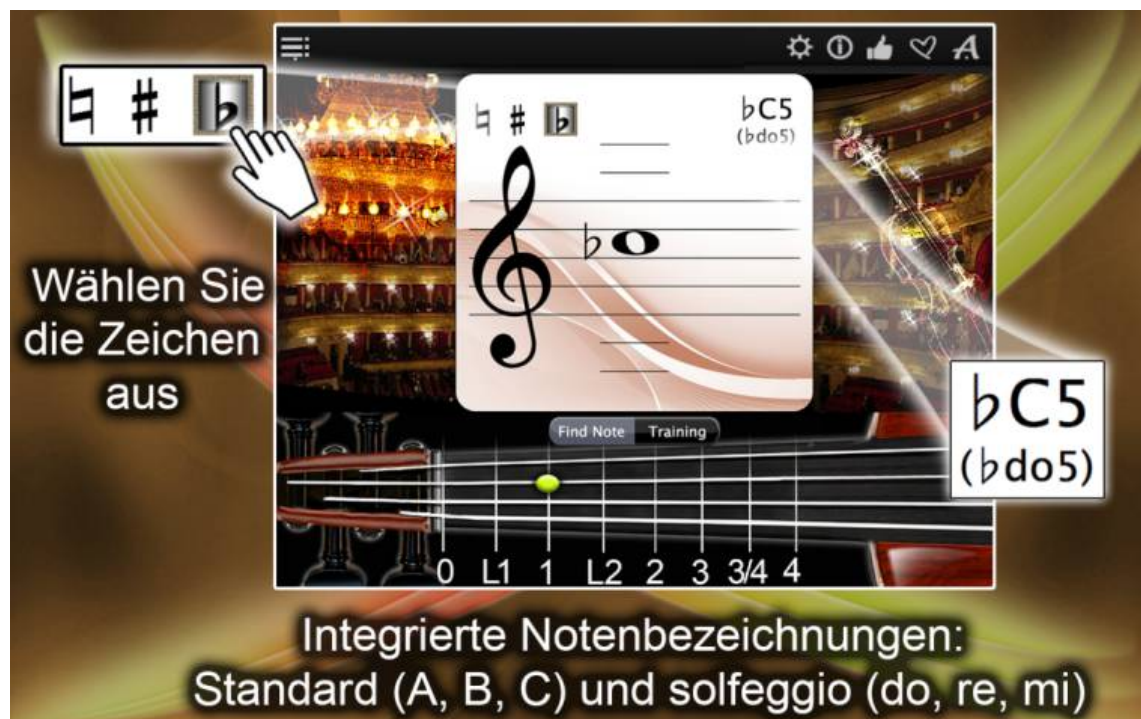 ♮ # ♭
♮ # ♭
♭C5
(♭do5)
Wählen Sie
die Zeichen
aus
♭C5
(♭do5)
Find Note Training
0 L1 1 L2 2 3 3/4 4
Integrierte Notenbezeichnungen:
Standard (A, B, C) und solfeggio (do, re, mi)